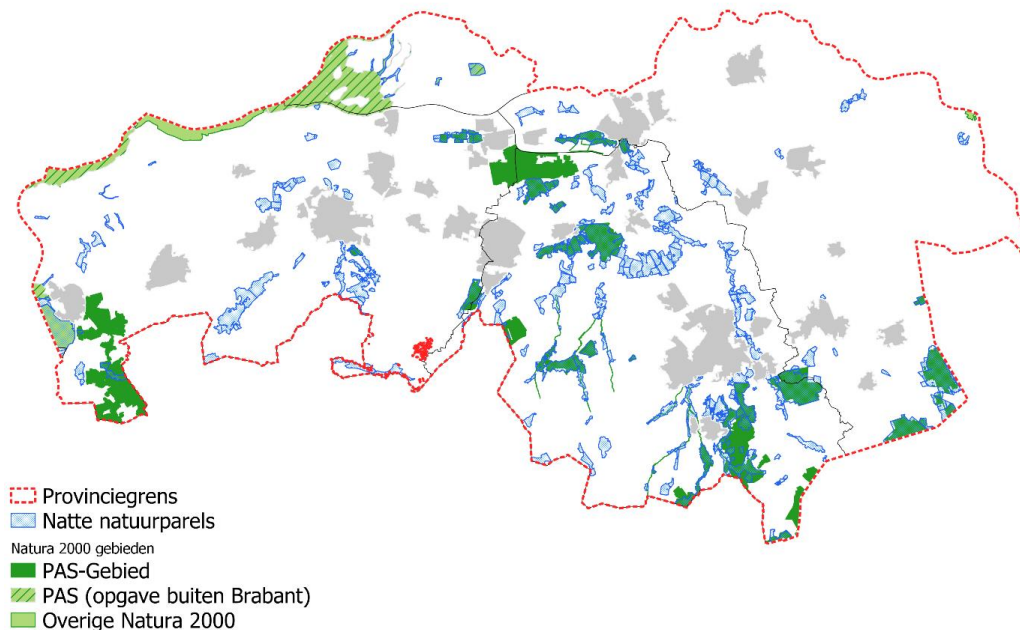 Provinciegrens
Natte natuurparels
Natura 2000 gebieden
PAS-Gebied
PAS (opgave buiten Brabant)
Overige Natura 2000